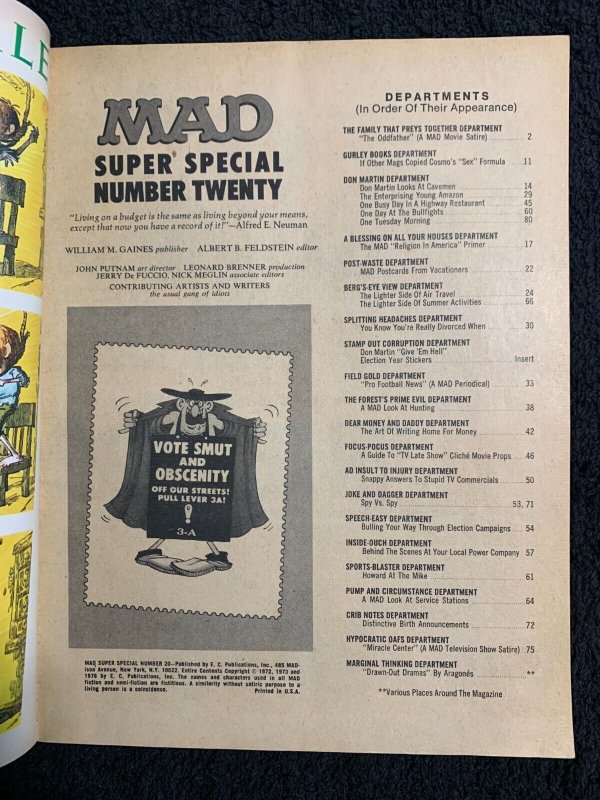 LE
MAD
SUPER SPECIAL
NUMBER TWENTY
"Living on a budget is the same as living beyond your means,
except that now you have a record of it!"—Alfred E. Neuman
WILLIAM M. GAINES publisher ALBERT B. FELDSTEIN editor
JOHN PUTNAM art director LEONARD BRENNER production
JERRY De FUCCIO, NICK MEGLIN associate editors
CONTRIBUTING ARTISTS AND WRITERS
the usual gang of idiots
VOTE SMUT
AND
OBSCENITY
OFF OUR STREETS!
PULL LEVER 3A!
3-A
MAD SUPER SPECIAL NUMBER 20—Published by E. C. Publications, Inc., 485 MAD-
ison Avenue, New York, N.Y. 10022. Entire Contents Copyright © 1972, 1973 and
1976 by E. C. Publications, Inc. The names and characters used in all MAD
fiction and semi-fiction are fictitious. A similarity without satiric purpose to a
living person is a coincidence. Printed in U.S.A.
DEPARTMENTS
(In Order Of Their Appearance)
THE FAMILY THAT PREYS TOGETHER DEPARTMENT
"The Oddfather" (A MAD Movie Satire) 2
GURLEY BOOKS DEPARTMENT
If Other Mags Copied Cosmo's "Sex" Formula 11
DON MARTIN DEPARTMENT
Don Martin Looks At Cavemen 14
The Enterprising Young Amazon 29
One Busy Day In A Highway Restaurant 45
One Day At The Bullfights 60
One Tuesday Morning 80
A BLESSING ON ALL YOUR HOUSES DEPARTMENT
The MAD "Religion In America" Primer 17
POST-WASTE DEPARTMENT
MAD Postcards From Vacationers 22
BERG'S-EYE VIEW DEPARTMENT
The Lighter Side Of Air Travel 24
The Lighter Side Of Summer Activities 66
SPLITTING HEADACHES DEPARTMENT
You Know You're Really Divorced When 30
STAMP OUT CORRUPTION DEPARTMENT
Don Martin "Give 'Em Hell"
Election Year Stickers Insert
FIELD GOLD DEPARTMENT
"Pro Football News" (A MAD Periodical) 33
THE FOREST'S PRIME EVIL DEPARTMENT
A MAD Look At Hunting 38
DEAR MONEY AND DADDY DEPARTMENT
The Art Of Writing Home For Money 42
FOCUS-POCUS DEPARTMENT
A Guide To "TV Late Show" Cliché Movie Props 46
AD INSULT TO INJURY DEPARTMENT
Snappy Answers To Stupid TV Commercials 50
JOKE AND DAGGER DEPARTMENT
Spy Vs. Spy 53, 71
SPEECH-EASY DEPARTMENT
Bulling Your Way Through Election Campaigns 54
INSIDE-OUCH DEPARTMENT
Behind The Scenes At Your Local Power Company 57
SPORTS-BLASTER DEPARTMENT
Howard At The Mike 61
PUMP AND CIRCUMSTANCE DEPARTMENT
A MAD Look At Service Stations 64
CRIB NOTES DEPARTMENT
Distinctive Birth Announcements 72
HYPOCRATIC OAFS DEPARTMENT
"Miracle Center" (A MAD Television Show Satire) 75
MARGINAL THINKING DEPARTMENT
"Drawn-Out Dramas" By Aragonés **
**Various Places Around The Magazine